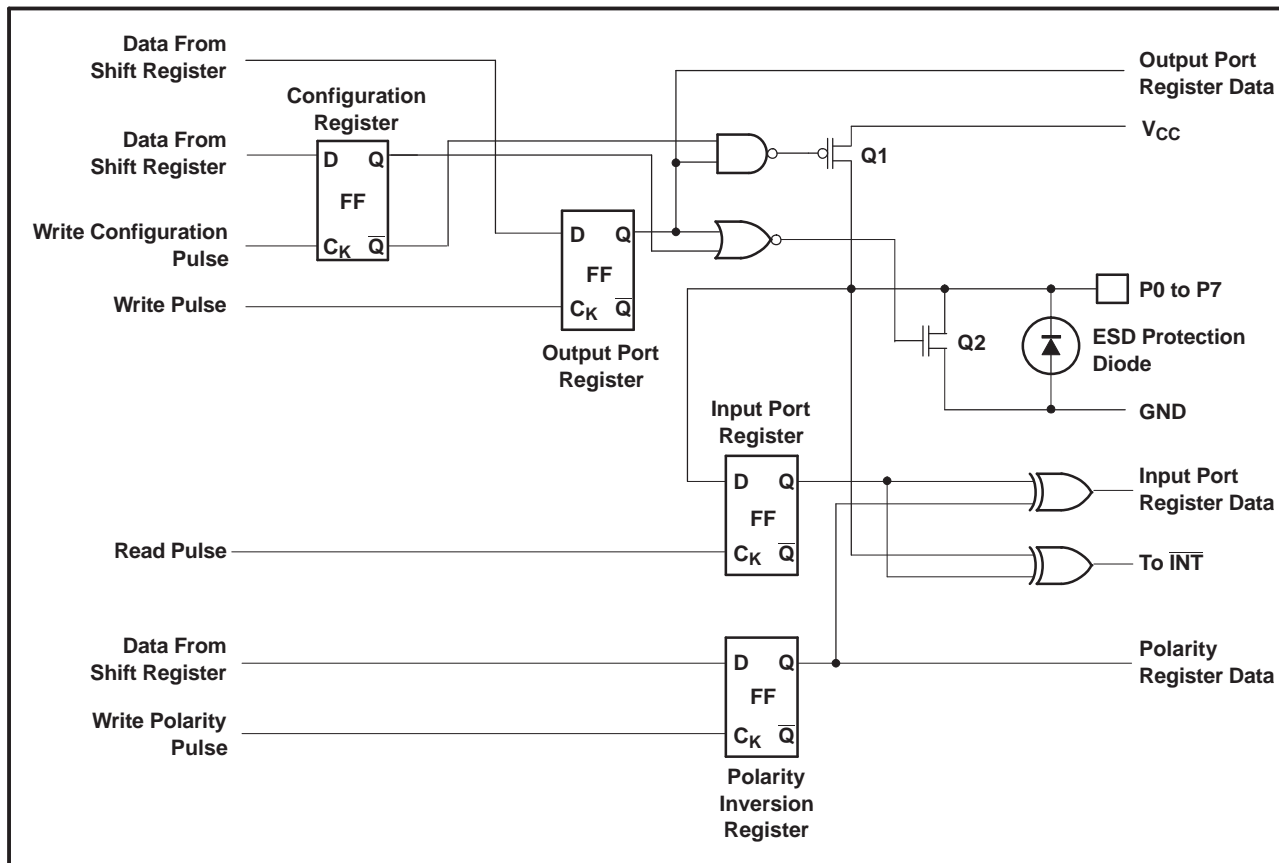 Data From
Shift Register
Output Port
Register Data
Configuration
Register
VCC
Data From
Shift Register
D Q
Q1
FF
Write Configuration
Pulse
CK Q̅
D Q
FF
Write Pulse
CK Q̅
P0 to P7
Q2
ESD Protection
Diode
Output Port
Register
GND
Input Port
Register
D Q
Input Port
Register Data
FF
Read Pulse
CK Q̅
To I̅N̅T̅
Data From
Shift Register
D Q
Polarity
Register Data
FF
Write Polarity
Pulse
CK Q̅
Polarity
Inversion
Register